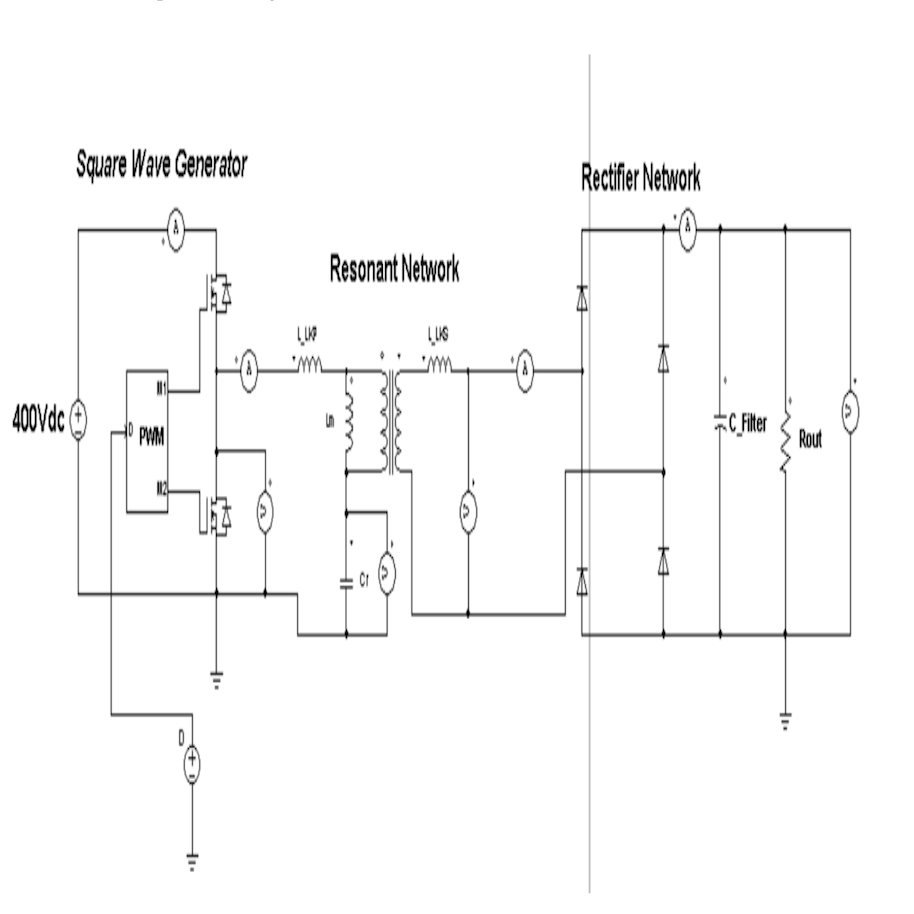 Square Wave Generator
Rectifier Network
A
A
Resonant Network
L_LKP
L_LKS
A
A
M1
400Vdc
D
PWM
Lm
C_Filter
Rout
V
M2
V
V
Cr
V
D